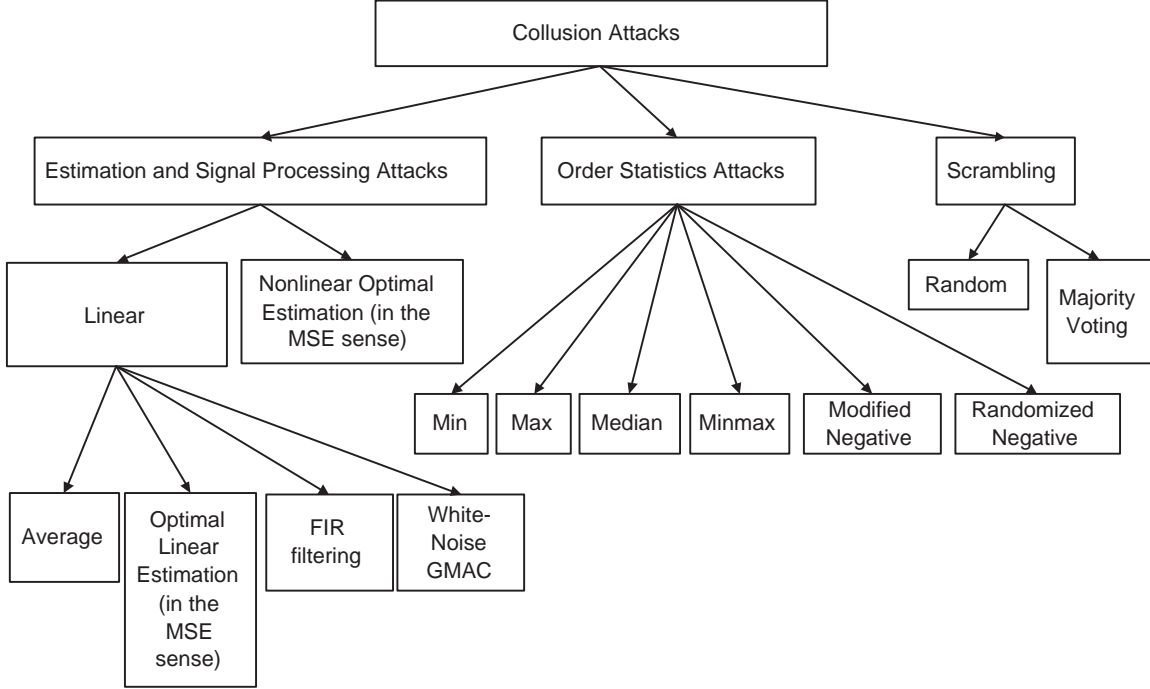 Collusion Attacks
Estimation and Signal Processing Attacks
Order Statistics Attacks
Scrambling
Linear
Nonlinear Optimal
Estimation (in the
MSE sense)
Random
Majority
Voting
Min
Max
Median
Minmax
Modified
Negative
Randomized
Negative
Average
Optimal
Linear
Estimation
(in the
MSE
sense)
FIR
filtering
White-
Noise
GMAC